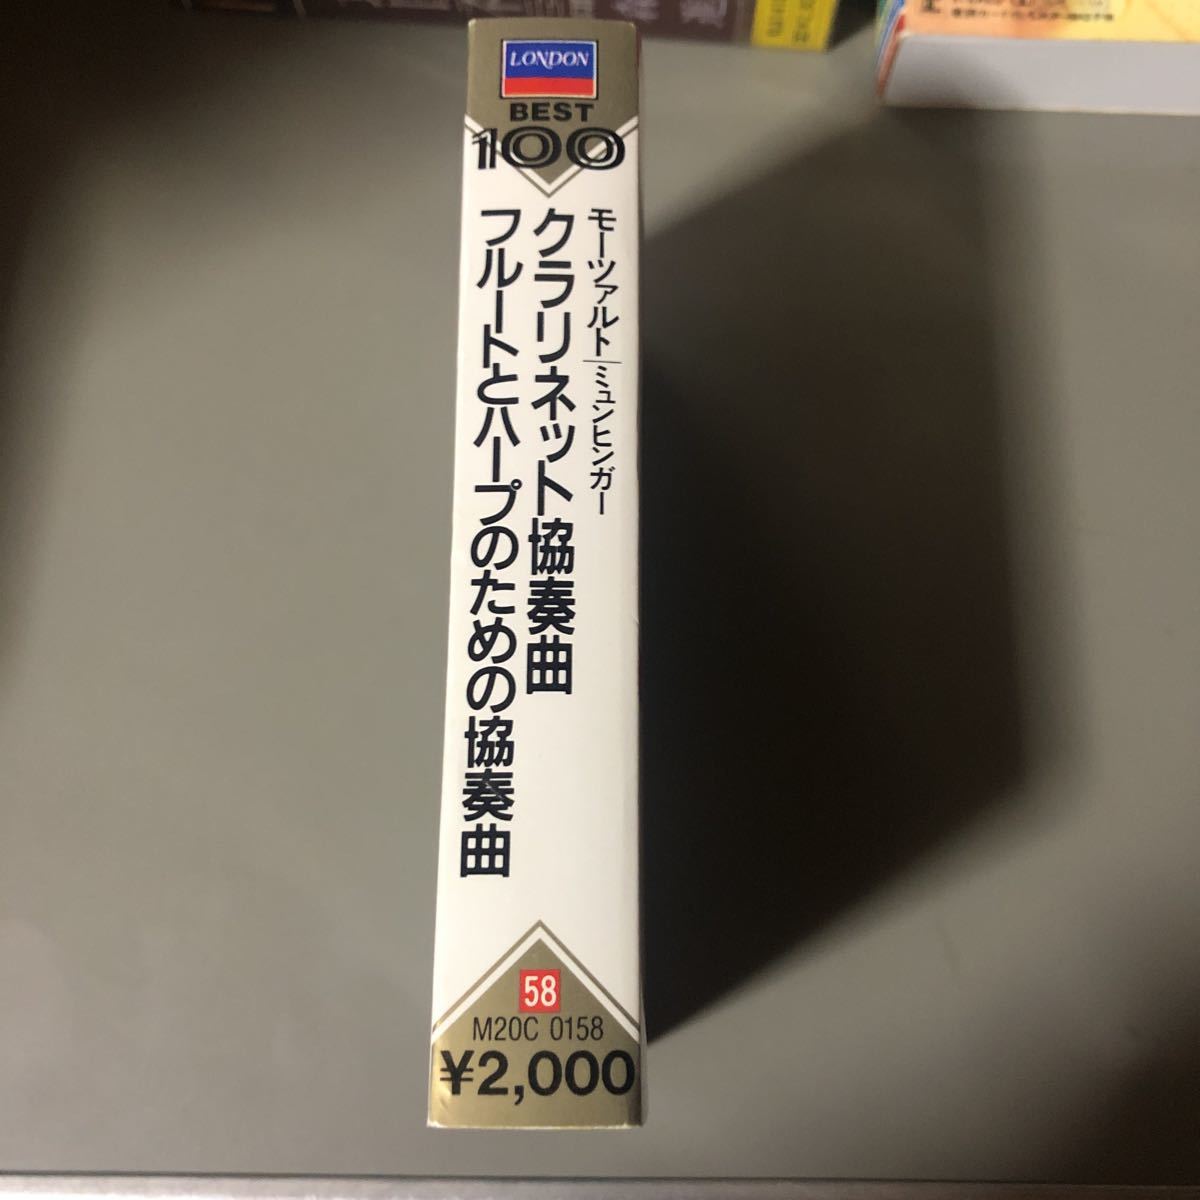 LONDON
BEST
100
モーツァルト|ミュンヒンガー
クラリネット協奏曲
フルートとハープのための協奏曲
58
M20C 0158
¥2,000